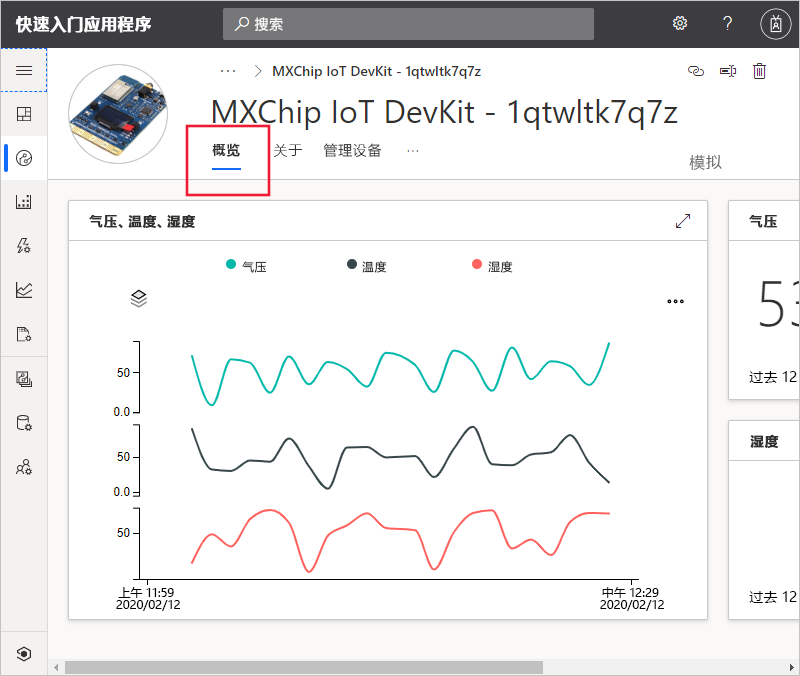 快速入门应用程序
搜索
?
··· > MXChip IoT DevKit - 1qtwltk7q7z
MXChip IoT DevKit - 1qtwltk7q7z
概览 关于 管理设备 ···
模拟
气压、温度、湿度
气压 温度 湿度
50
0.0
50
0.0
50
上午 11:59
2020/02/12
中午 12:29
2020/02/12
气压
53
过去 12
湿度
过去 12